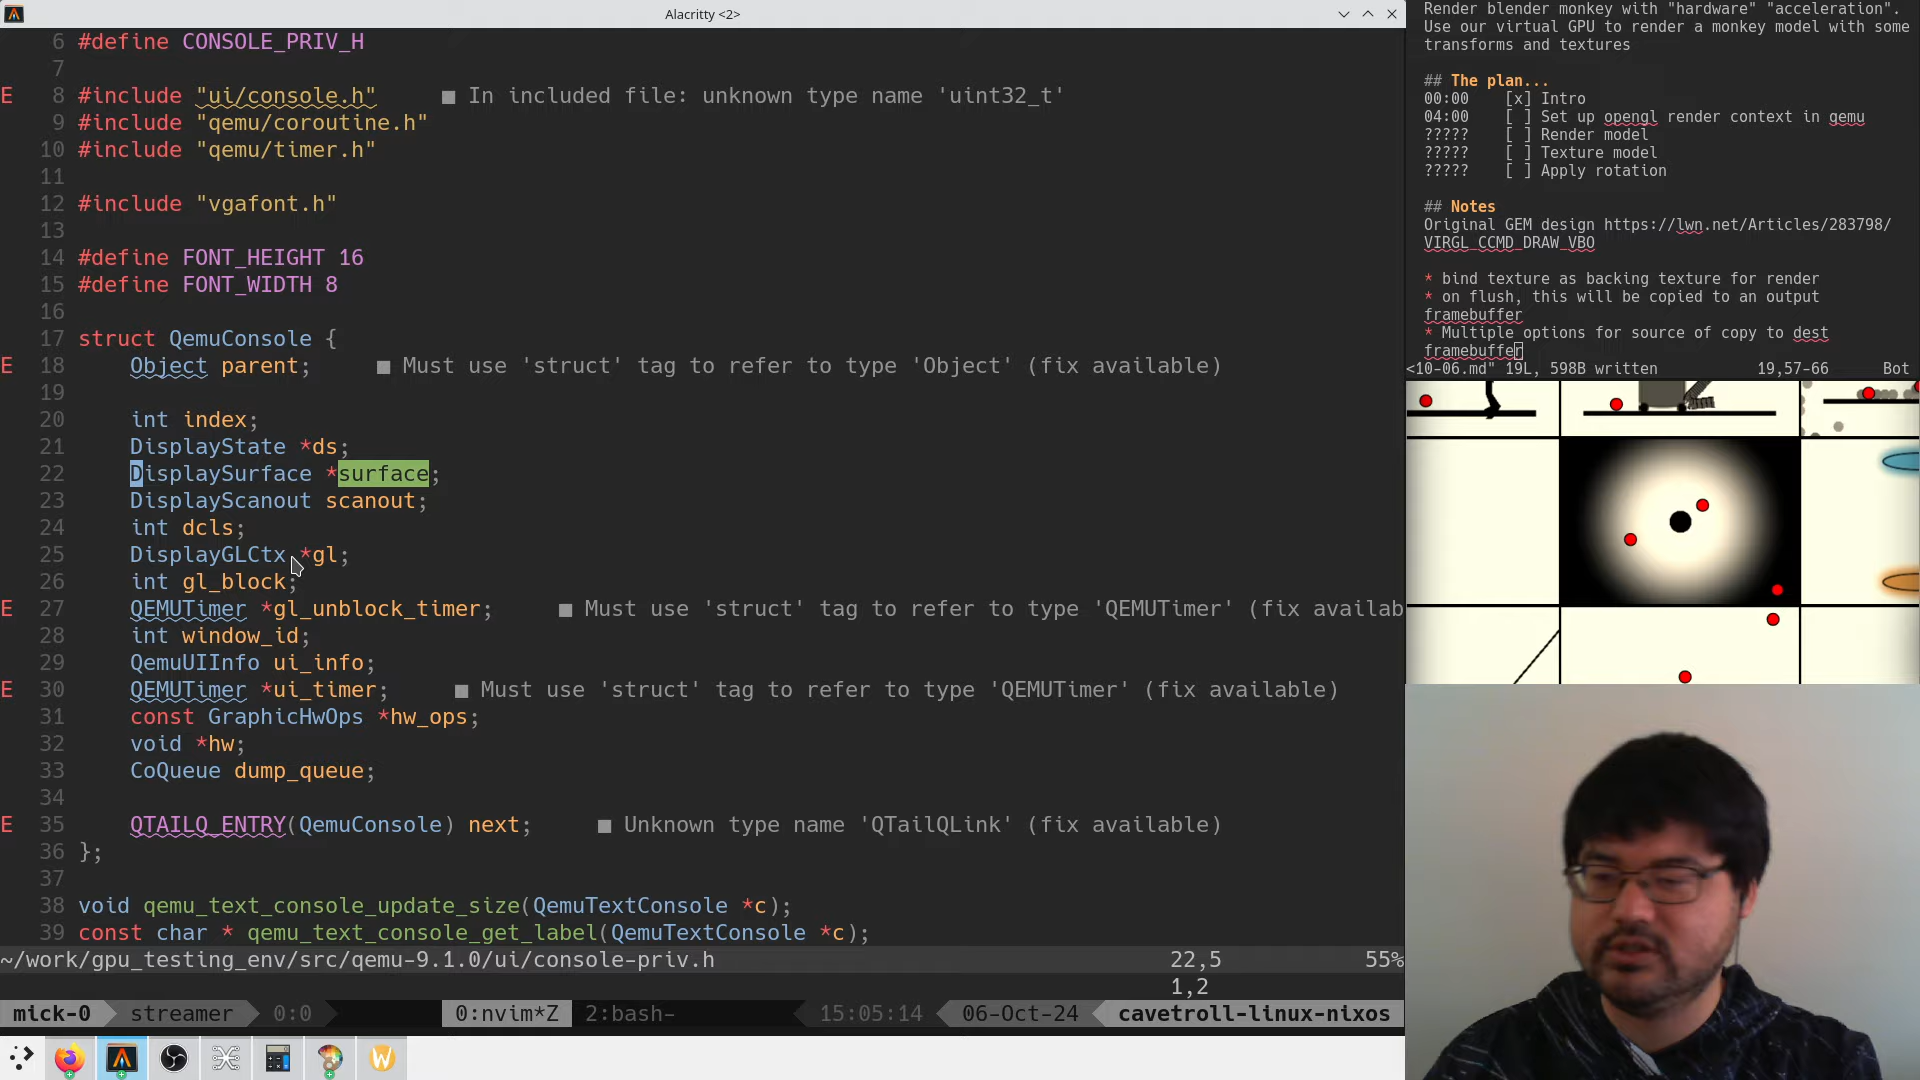 Alacritty <2>
6 #define CONSOLE_PRIV_H
7
E 8 #include "ui/console.h" ■ In included file: unknown type name 'uint32_t'
9 #include "qemu/coroutine.h"
10 #include "qemu/timer.h"
11
12 #include "vgafont.h"
13
14 #define FONT_HEIGHT 16
15 #define FONT_WIDTH 8
16
17 struct QemuConsole {
E 18 Object parent; ■ Must use 'struct' tag to refer to type 'Object' (fix available)
19
20 int index;
21 DisplayState *ds;
22 DisplaySurface *surface;
23 DisplayScanout scanout;
24 int dcls;
25 DisplayGLCtx *gl;
26 int gl_block;
E 27 QEMUTimer *gl_unblock_timer; ■ Must use 'struct' tag to refer to type 'QEMUTimer' (fix availab
28 int window_id;
29 QemuUIInfo ui_info;
E 30 QEMUTimer *ui_timer; ■ Must use 'struct' tag to refer to type 'QEMUTimer' (fix available)
31 const GraphicHwOps *hw_ops;
32 void *hw;
33 CoQueue dump_queue;
34
E 35 QTAILQ_ENTRY(QemuConsole) next; ■ Unknown type name 'QTailQLink' (fix available)
36 };
37
38 void qemu_text_console_update_size(QemuTextConsole *c);
39 const char * qemu_text_console_get_label(QemuTextConsole *c);
~/work/gpu_testing_env/src/qemu-9.1.0/ui/console-priv.h 22,5 55%
1,2
mick-0 streamer 0:0 0:nvim*Z 2:bash- 15:05:14 06-Oct-24 cavetroll-linux-nixos
Render blender monkey with "hardware" "acceleration".
Use our virtual GPU to render a monkey model with some
transforms and textures
## The plan...
00:00 [x] Intro
04:00 [ ] Set up opengl render context in qemu
????? [ ] Render model
????? [ ] Texture model
????? [ ] Apply rotation
## Notes
Original GEM design https://lwn.net/Articles/283798/
VIRGL_CCMD_DRAW_VBO
* bind texture as backing texture for render
* on flush, this will be copied to an output
framebuffer
* Multiple options for source of copy to dest
framebuffer
<10-06.md" 19L, 598B written 19,57-66 Bot
W